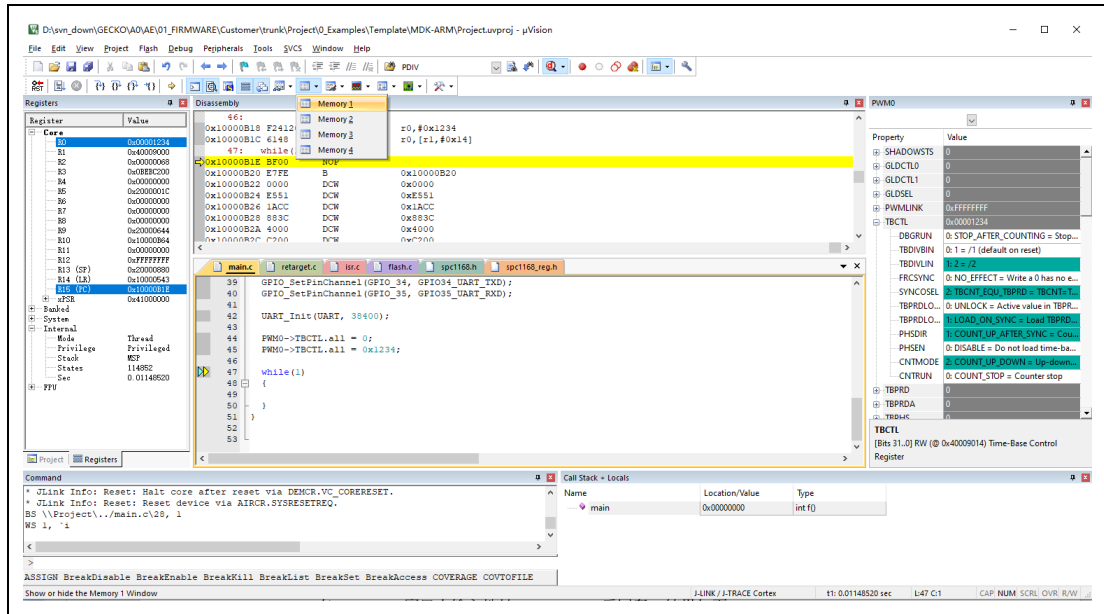 D:\svn_down\GECKO\A0\AE\01_FIRMWARE\Customer\trunk\Project\0_Examples\Template\MDK-ARM\Project.uvproj - µVision
File Edit View Project Flash Debug Peripherals Tools SVCS Window Help
PDIV
RST
Registers
Register Value
Core
R0 0x00001234
R1 0x40009000
R2 0x00000068
R3 0x0BEBC200
R4 0x00000000
R5 0x2000001C
R6 0x00000000
R7 0x00000000
R8 0x00000000
R9 0x20000644
R10 0x10000B64
R11 0x00000000
R12 0xFFFFFFFF
R13 (SP) 0x20000880
R14 (LR) 0x10000543
R15 (PC) 0x10000B1E
xPSR 0x41000000
Banked
System
Internal
Mode Thread
Privilege Privileged
Stack MSP
States 114852
Sec 0.01148520
FPU
Project Registers
Disassembly
46:
0x10000B18 F2412 r0,#0x1234
0x10000B1C 6148 r0,[r1,#0x14]
47: while(
0x10000B1E BF00 NOP
0x10000B20 E7FE B 0x10000B20
0x10000B22 0000 DCW 0x0000
0x10000B24 E551 DCW 0xE551
0x10000B26 1ACC DCW 0x1ACC
0x10000B28 883C DCW 0x883C
0x10000B2A 4000 DCW 0x4000
0x10000B2C C200 DCW 0xC200
Memory 1
Memory 2
Memory 3
Memory 4
main.c retarget.c isr.c flash.c spc1168.h spc1168_reg.h
39 GPIO_SetPinChannel(GPIO_34, GPIO34_UART_TXD);
40 GPIO_SetPinChannel(GPIO_35, GPIO35_UART_RXD);
41
42 UART_Init(UART, 38400);
43
44 PWM0->TBCTL.all = 0;
45 PWM0->TBCTL.all = 0x1234;
46
47 while(1)
48 {
49
50 }
51 }
52
53
PWM0
Property Value
SHADOWSTS 0
GLDCTL0 0
GLDCTL1 0
GLDSEL 0
PWMLINK 0xFFFFFFFF
TBCTL 0x00001234
DBGRUN 0: STOP_AFTER_COUNTING = Stop...
TBDIVBIN 0: 1 = /1 (default on reset)
TBDIVLIN 1: 2 = /2
FRCSYNC 0: NO_EFFECT = Write a 0 has no e...
SYNCOSEL 2: TBCNT_EQU_TBPRD = TBCNT=T...
TBPRDLO... 0: UNLOCK = Active value in TBPR...
TBPRDLO... 1: LOAD_ON_SYNC = Load TBPRD...
PHSDIR 1: COUNT_UP_AFTER_SYNC = Cou...
PHSEN 0: DISABLE = Do not load time-ba...
CNTMODE 2: COUNT_UP_DOWN = Up-down...
CNTRUN 0: COUNT_STOP = Counter stop
TBPRD 0
TBPRDA 0
TBPHS 0
TBCTL
[Bits 31..0] RW (@ 0x40009014) Time-Base Control
Register
Command
* JLink Info: Reset: Halt core after reset via DEMCR.VC_CORERESET.
* JLink Info: Reset: Reset device via AIRCR.SYSRESETREQ.
BS \\Project\../main.c\28, 1
WS 1, `i
>
ASSIGN BreakDisable BreakEnable BreakKill BreakList BreakSet BreakAccess COVERAGE COVTOFILE
Call Stack + Locals
Name Location/Value Type
main 0x00000000 int f()
Show or hide the Memory 1 Window J-LINK / J-TRACE Cortex t1: 0.01148520 sec L:47 C:1 CAP NUM SCRL OVR R/W